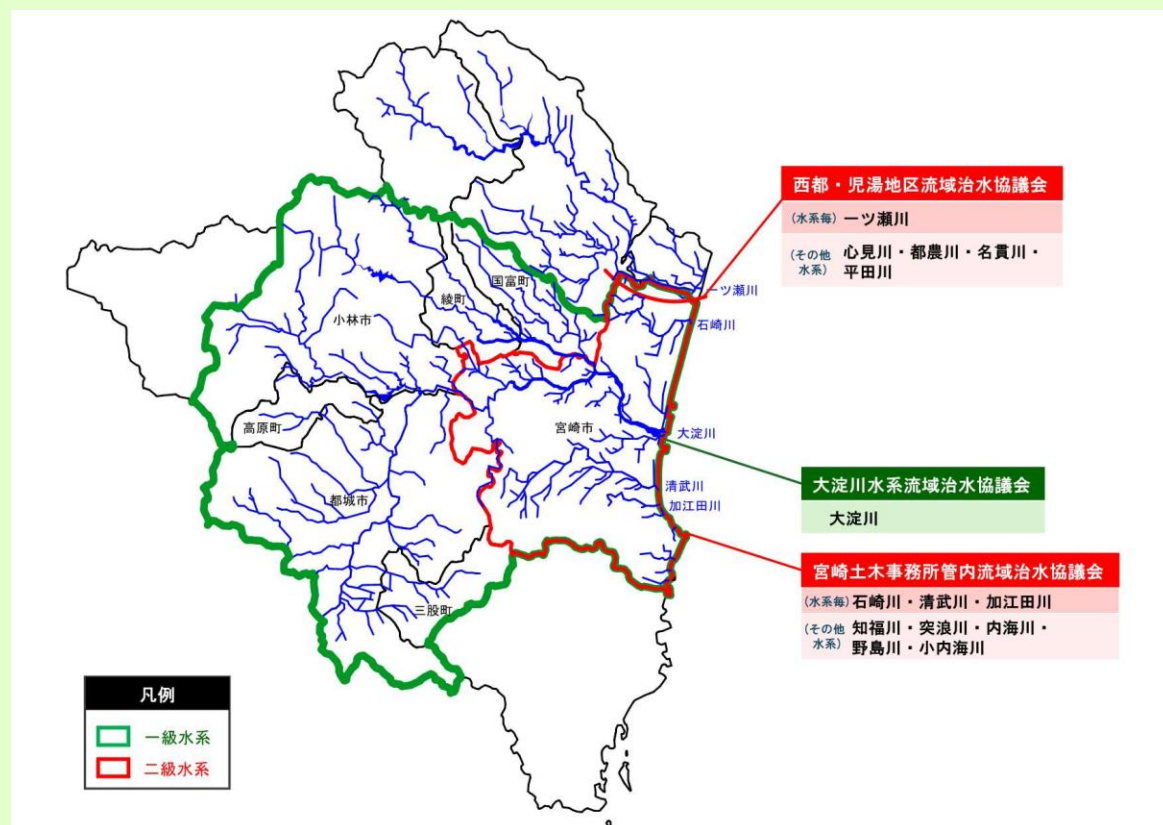 西都・児湯地区流域治水協議会
(水系毎) 一ツ瀬川
(その他水系) 心見川・都農川・名貫川・
平田川
一ツ瀬川
石崎川
国富町
綾町
小林市
高原町
宮崎市
大淀川
都城市
清武川
加江田川
三股町
大淀川水系流域治水協議会
大淀川
宮崎土木事務所管内流域治水協議会
(水系毎) 石崎川・清武川・加江田川
(その他水系) 知福川・突浪川・内海川・
野島川・小内海川
凡例
一級水系
二級水系